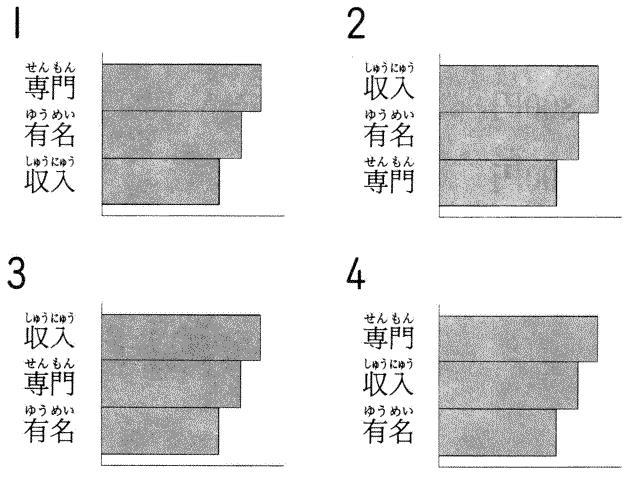 1
せんもん
専門
ゆうめい
有名
しゅうにゅう
収入
2
しゅうにゅう
収入
ゆうめい
有名
せんもん
専門
3
しゅうにゅう
収入
せんもん
専門
ゆうめい
有名
4
せんもん
専門
しゅうにゅう
収入
ゆうめい
有名